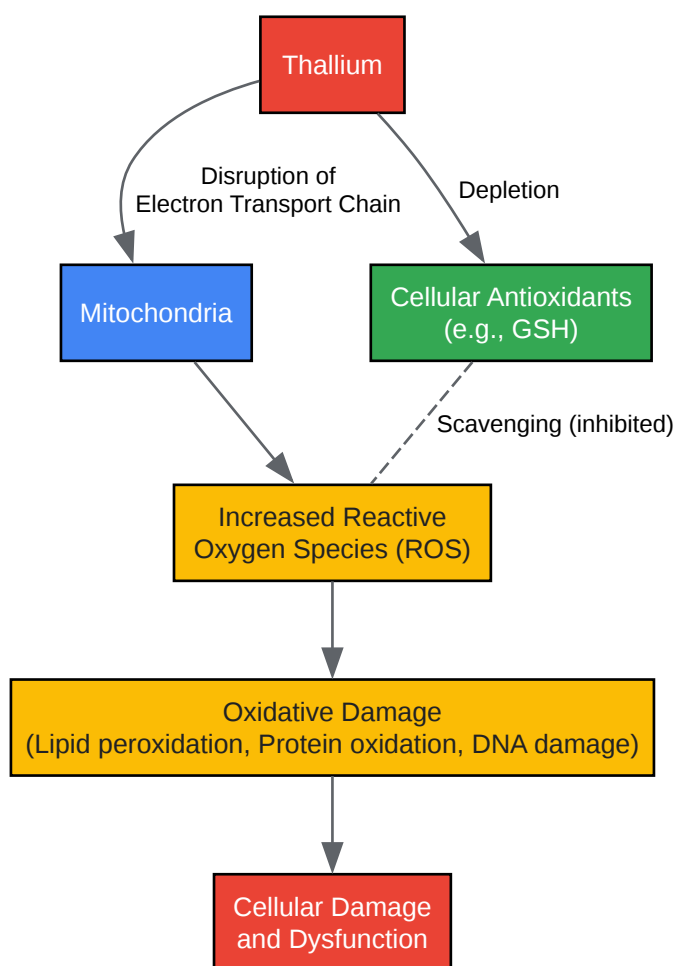 Thallium
Disruption of
Electron Transport Chain
Depletion
Mitochondria
Cellular Antioxidants
(e.g., GSH)
Scavenging (inhibited)
Increased Reactive
Oxygen Species (ROS)
Oxidative Damage
(Lipid peroxidation, Protein oxidation, DNA damage)
Cellular Damage
and Dysfunction